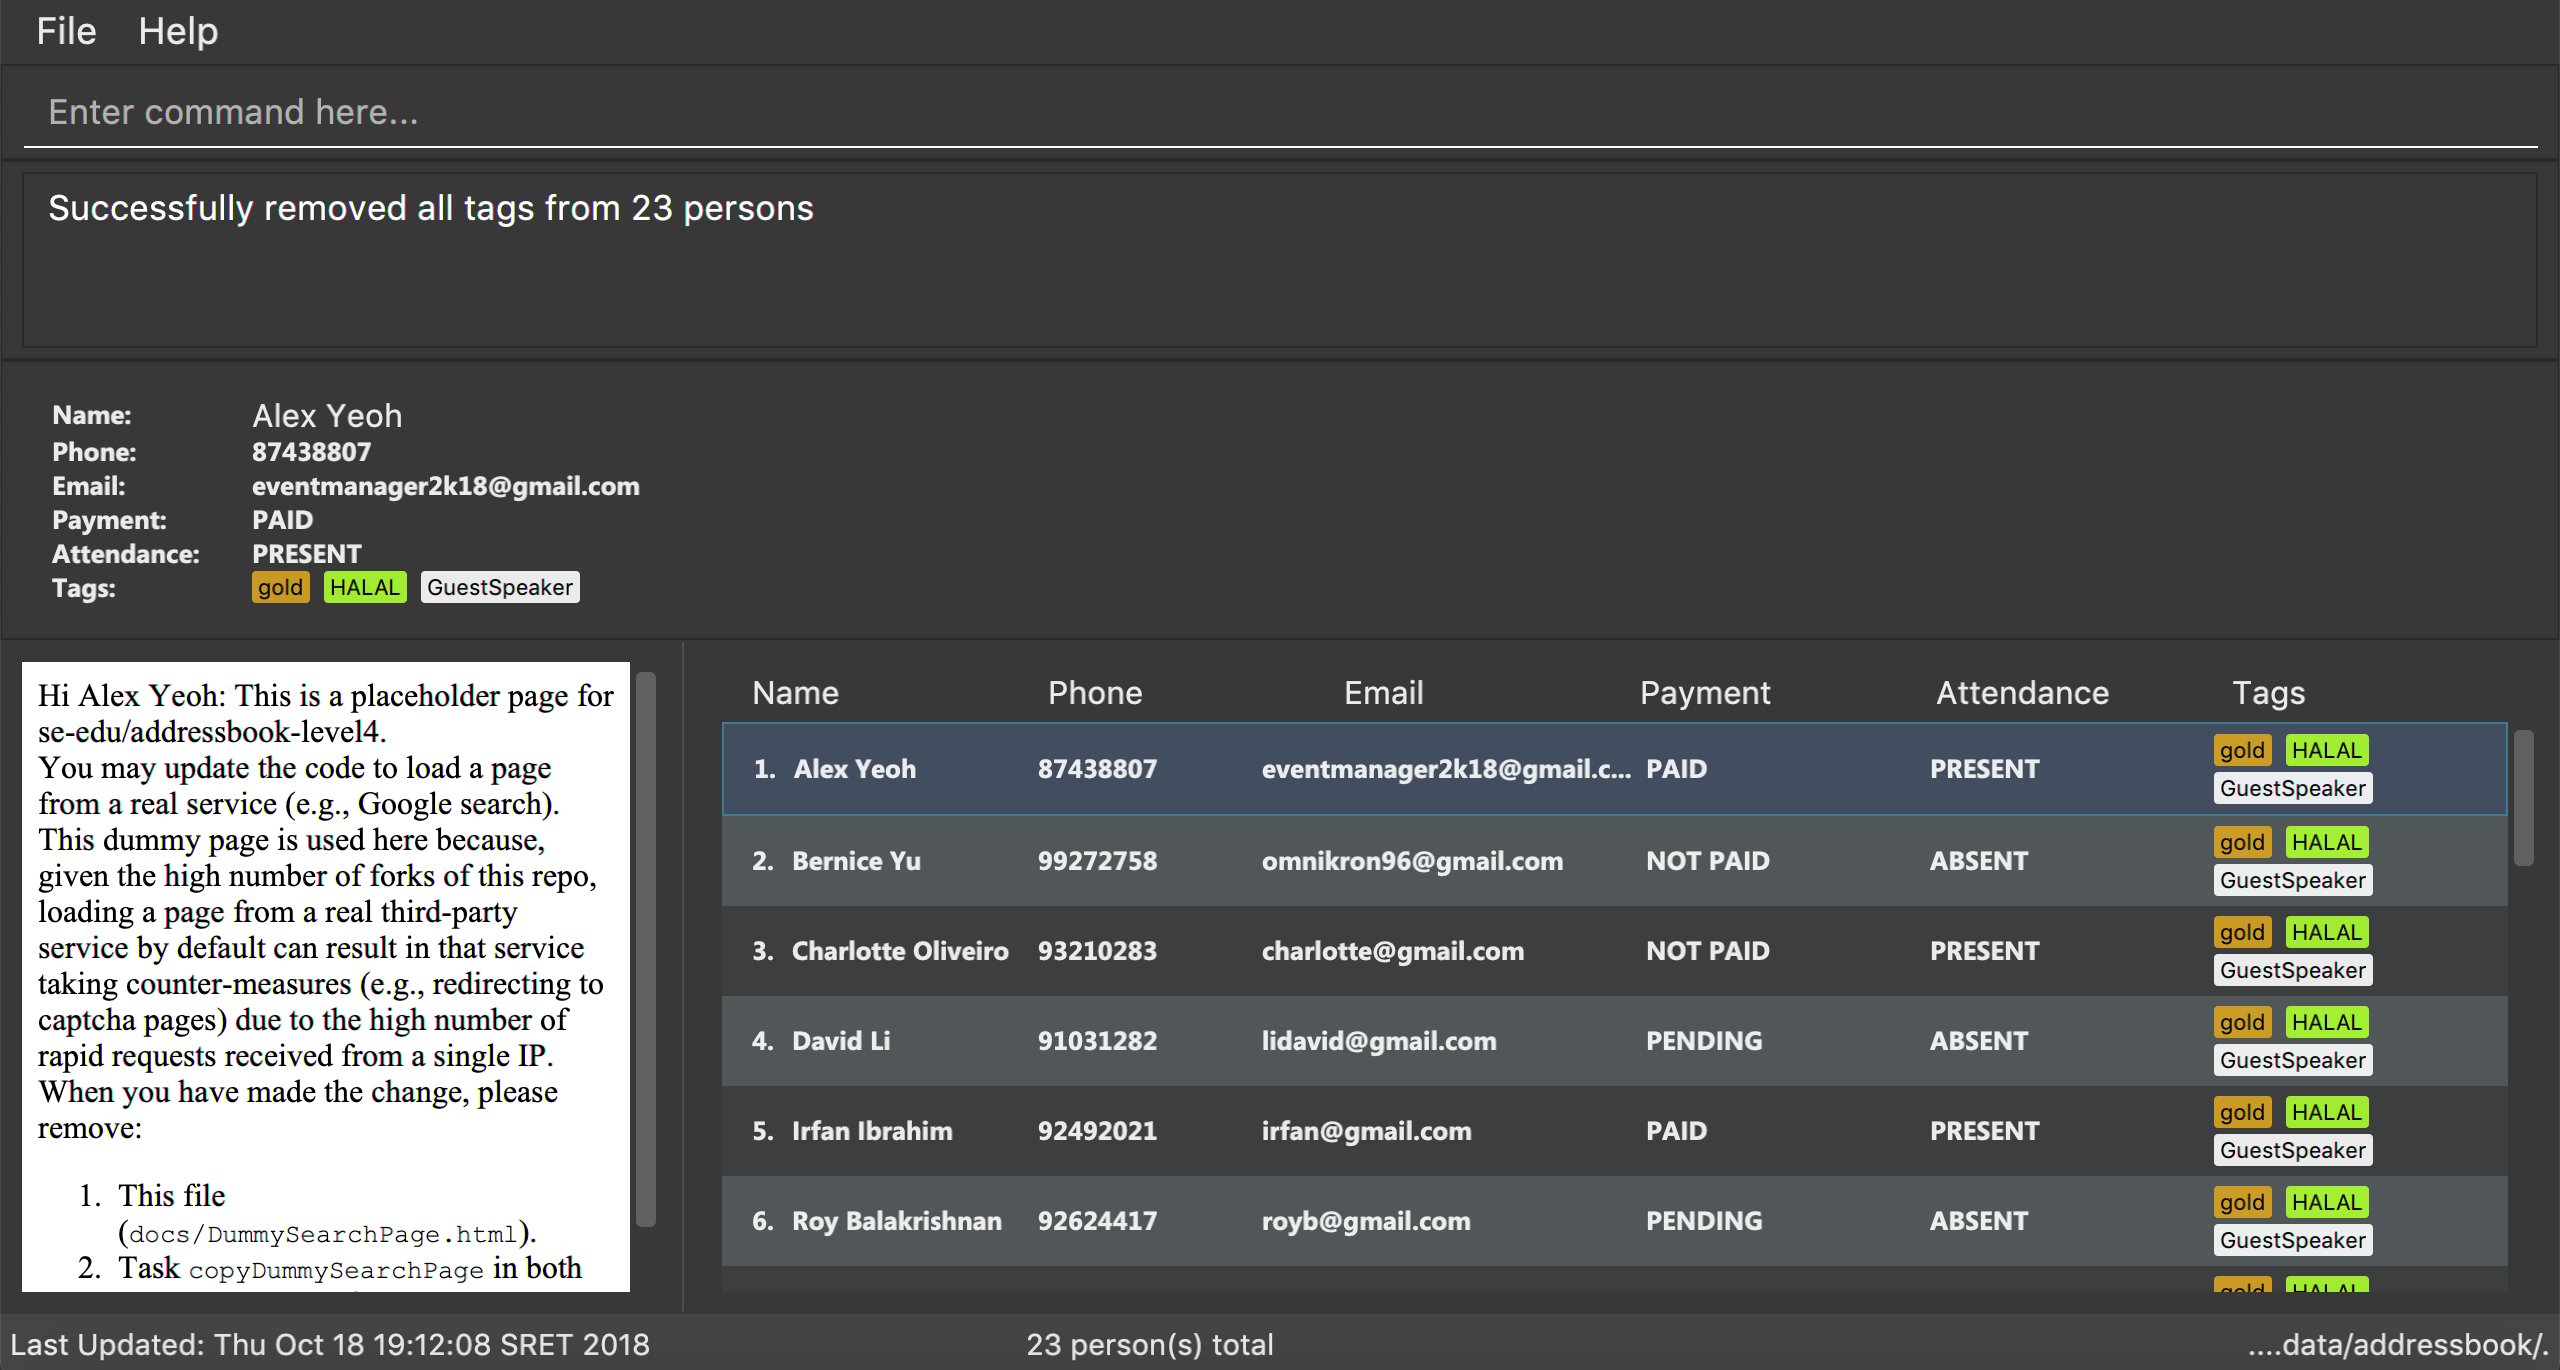 File Help
Enter command here...
Successfully removed all tags from 23 persons
Name: Alex Yeoh
Phone: 87438807
Email: eventmanager2k18@gmail.com
Payment: PAID
Attendance: PRESENT
Tags: gold HALAL GuestSpeaker
Hi Alex Yeoh: This is a placeholder page for
se-edu/addressbook-level4.
You may update the code to load a page
from a real service (e.g., Google search).
This dummy page is used here because,
given the high number of forks of this repo,
loading a page from a real third-party
service by default can result in that service
taking counter-measures (e.g., redirecting to
captcha pages) due to the high number of
rapid requests received from a single IP.
When you have made the change, please
remove:
1. This file
(docs/DummySearchPage.html).
2. Task copyDummySearchPage in both
Name Phone Email Payment Attendance Tags
1. Alex Yeoh 87438807 eventmanager2k18@gmail.c... PAID PRESENT gold HALAL
GuestSpeaker
2. Bernice Yu 99272758 omnikron96@gmail.com NOT PAID ABSENT gold HALAL
GuestSpeaker
3. Charlotte Oliveiro 93210283 charlotte@gmail.com NOT PAID PRESENT gold HALAL
GuestSpeaker
4. David Li 91031282 lidavid@gmail.com PENDING ABSENT gold HALAL
GuestSpeaker
5. Irfan Ibrahim 92492021 irfan@gmail.com PAID PRESENT gold HALAL
GuestSpeaker
6. Roy Balakrishnan 92624417 royb@gmail.com PENDING ABSENT gold HALAL
GuestSpeaker
gold HALAL
Last Updated: Thu Oct 18 19:12:08 SRET 2018 23 person(s) total ....data/addressbook/.